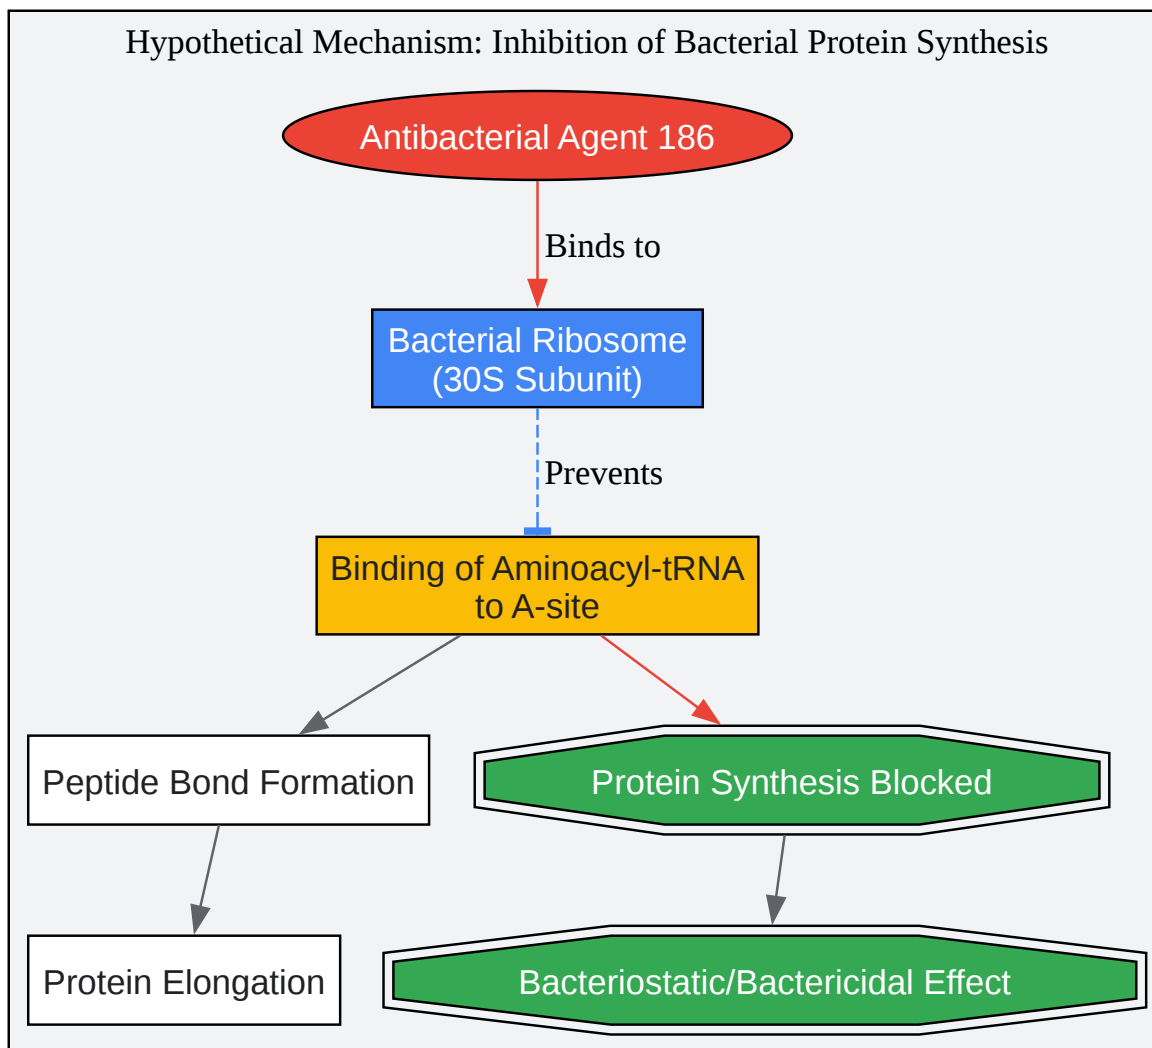 Hypothetical Mechanism: Inhibition of Bacterial Protein Synthesis
Antibacterial Agent 186
Binds to
Bacterial Ribosome
(30S Subunit)
Prevents
Binding of Aminoacyl-tRNA
to A-site
Peptide Bond Formation
Protein Synthesis Blocked
Protein Elongation
Bacteriostatic/Bactericidal Effect